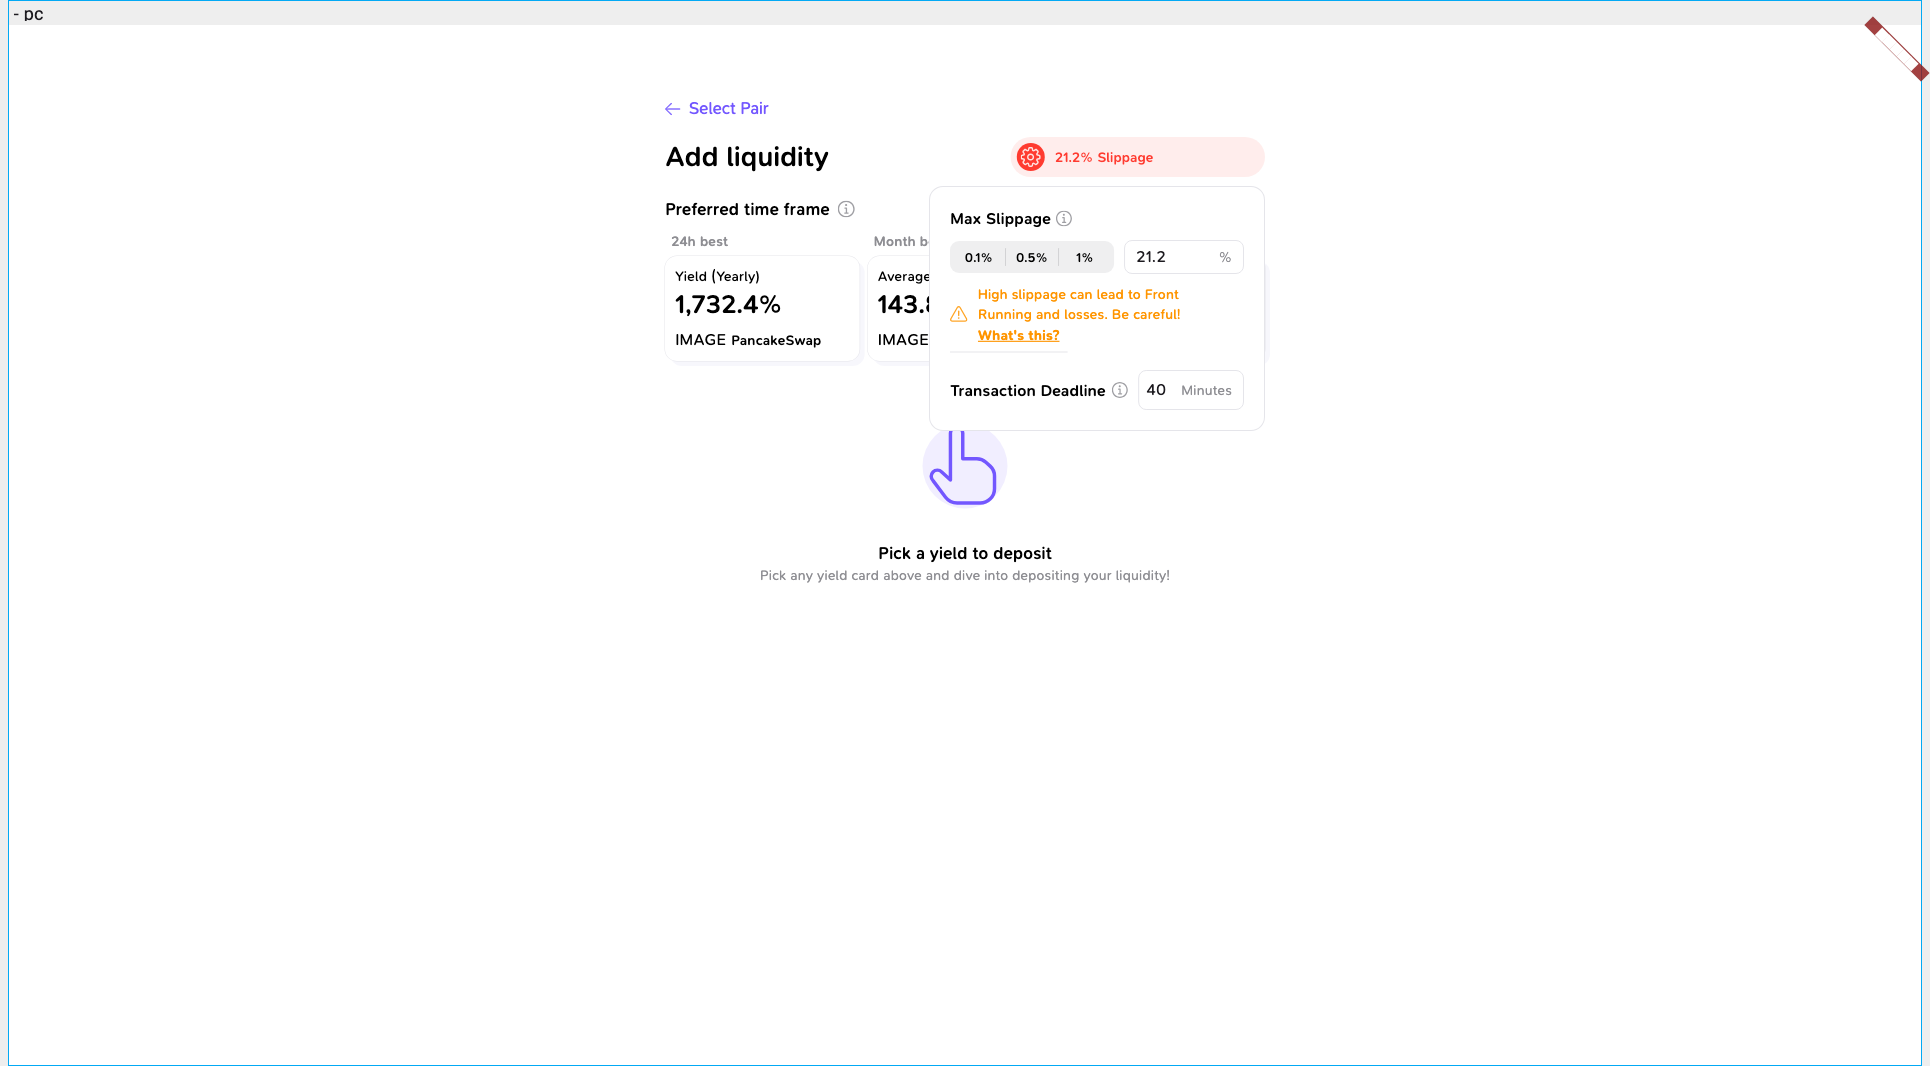 - pc
Select Pair
Add liquidity
21.2% Slippage
Preferred time frame
24h best
Month b
Yield (Yearly)
1,732.4%
IMAGE PancakeSwap
Average
143.8
IMAGE
Max Slippage
0.1% 0.5% 1%
21.2 %
High slippage can lead to Front
Running and losses. Be careful!
What's this?
Transaction Deadline
40 Minutes
Pick a yield to deposit
Pick any yield card above and dive into depositing your liquidity!